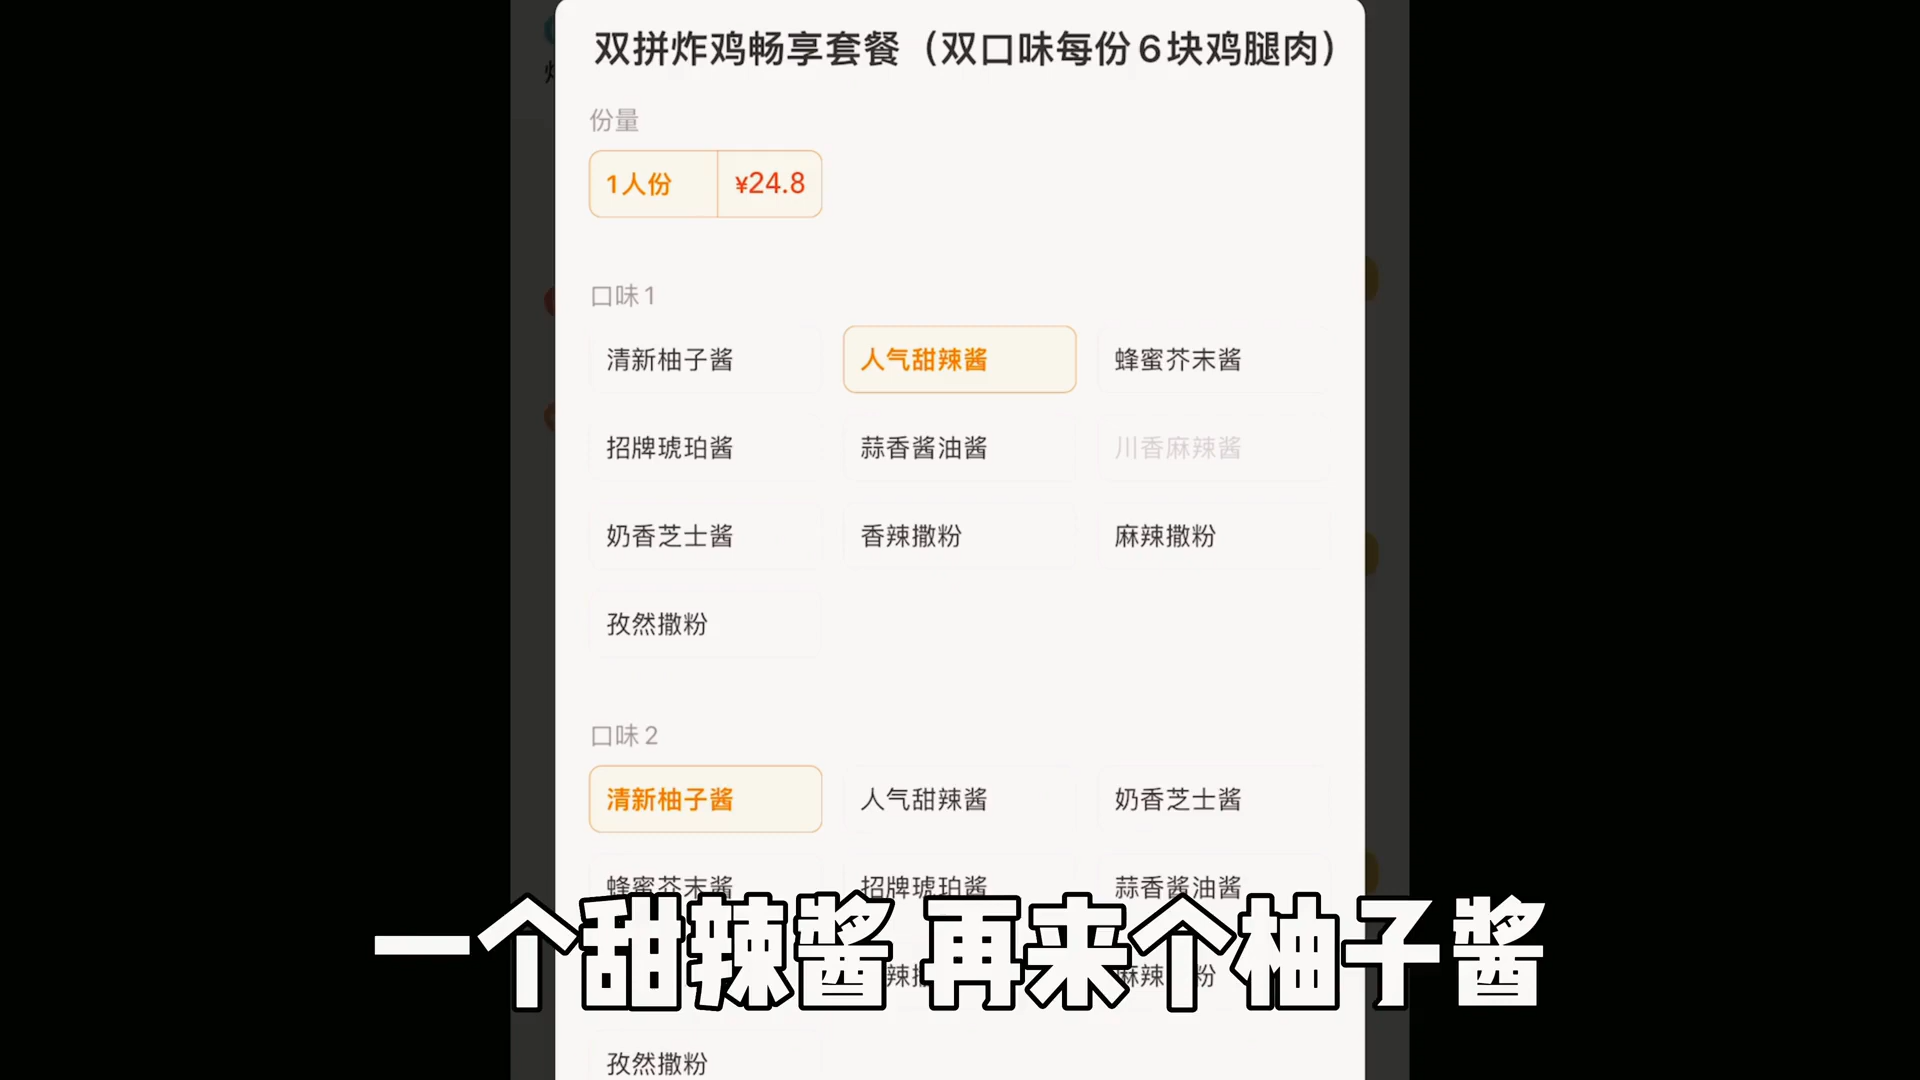 双拼炸鸡畅享套餐（双口味每份6块鸡腿肉）
份量
1人份 ¥24.8
口味1
清新柚子酱 人气甜辣酱 蜂蜜芥末酱
招牌琥珀酱 蒜香酱油酱 川香麻辣酱
奶香芝士酱 香辣撒粉 麻辣撒粉
孜然撒粉
口味2
清新柚子酱 人气甜辣酱 奶香芝士酱
蜂蜜芥末酱 招牌琥珀酱 蒜香酱油酱
一个甜辣酱 再来个柚子酱
孜然撒粉